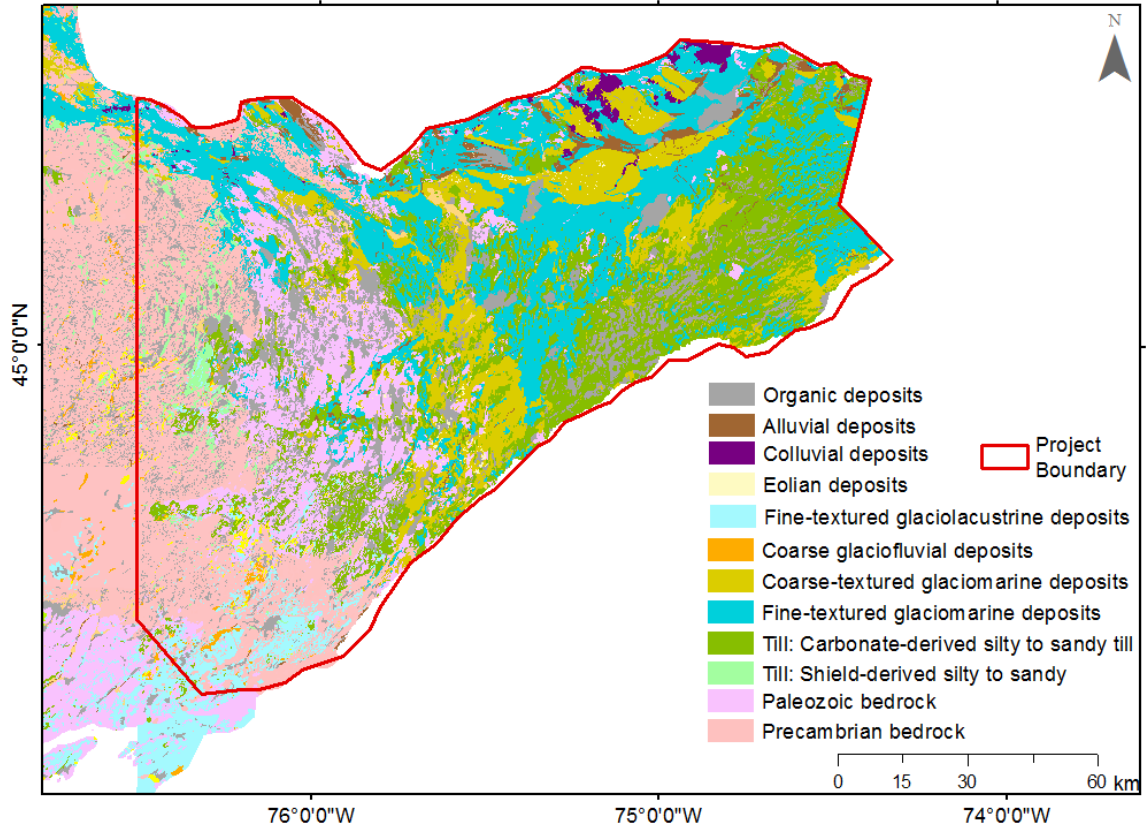 N
45°0'0"N
Organic deposits
Alluvial deposits
Colluvial deposits
Eolian deposits
Fine-textured glaciolacustrine deposits
Coarse glaciofluvial deposits
Coarse-textured glaciomarine deposits
Fine-textured glaciomarine deposits
Till: Carbonate-derived silty to sandy till
Till: Shield-derived silty to sandy
Paleozoic bedrock
Precambrian bedrock
Project
Boundary
0 15 30 60 km
76°0'0"W 75°0'0"W 74°0'0"W